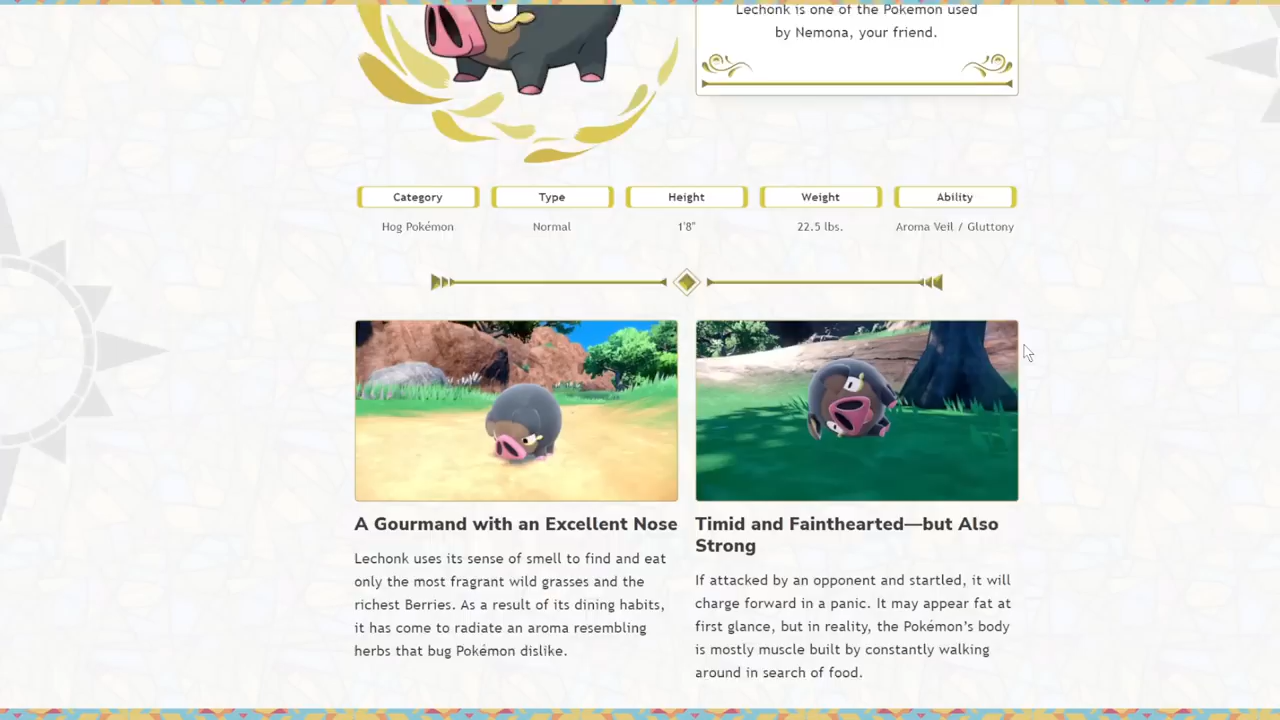 Lechonk is one of the Pokémon used
by Nemona, your friend.
Category Type Height Weight Ability
Hog Pokémon Normal 1'8" 22.5 lbs. Aroma Veil / Gluttony
A Gourmand with an Excellent Nose
Lechonk uses its sense of smell to find and eat
only the most fragrant wild grasses and the
richest Berries. As a result of its dining habits,
it has come to radiate an aroma resembling
herbs that bug Pokémon dislike.
Timid and Fainthearted—but Also
Strong
If attacked by an opponent and startled, it will
charge forward in a panic. It may appear fat at
first glance, but in reality, the Pokémon's body
is mostly muscle built by constantly walking
around in search of food.